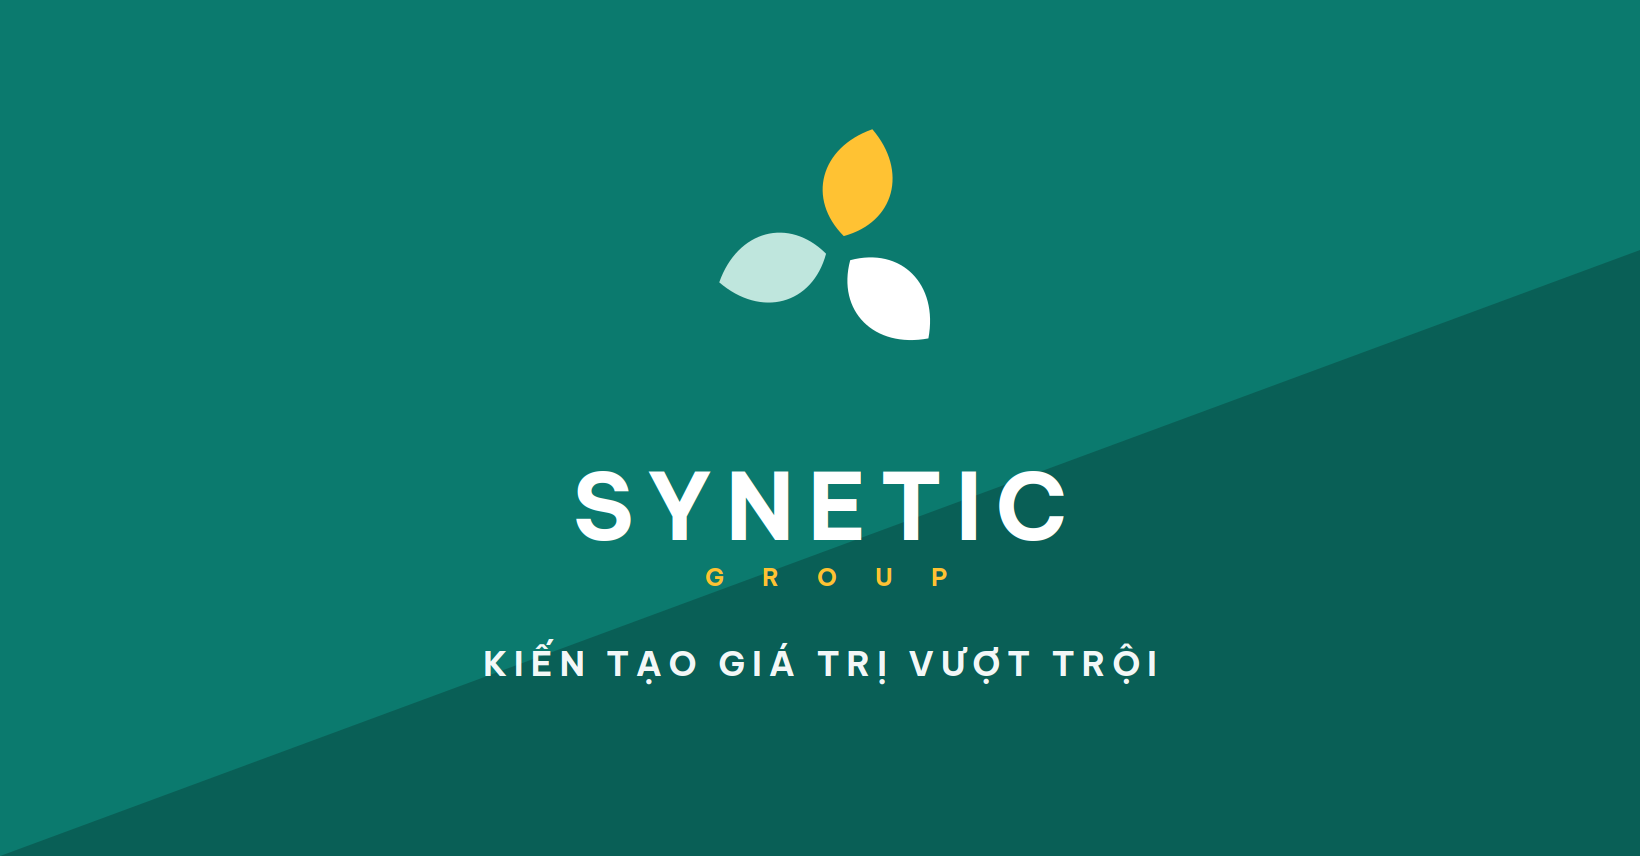 SYNETIC
GROUP
KIẾN TẠO GIÁ TRỊ VƯỢT TRỘI